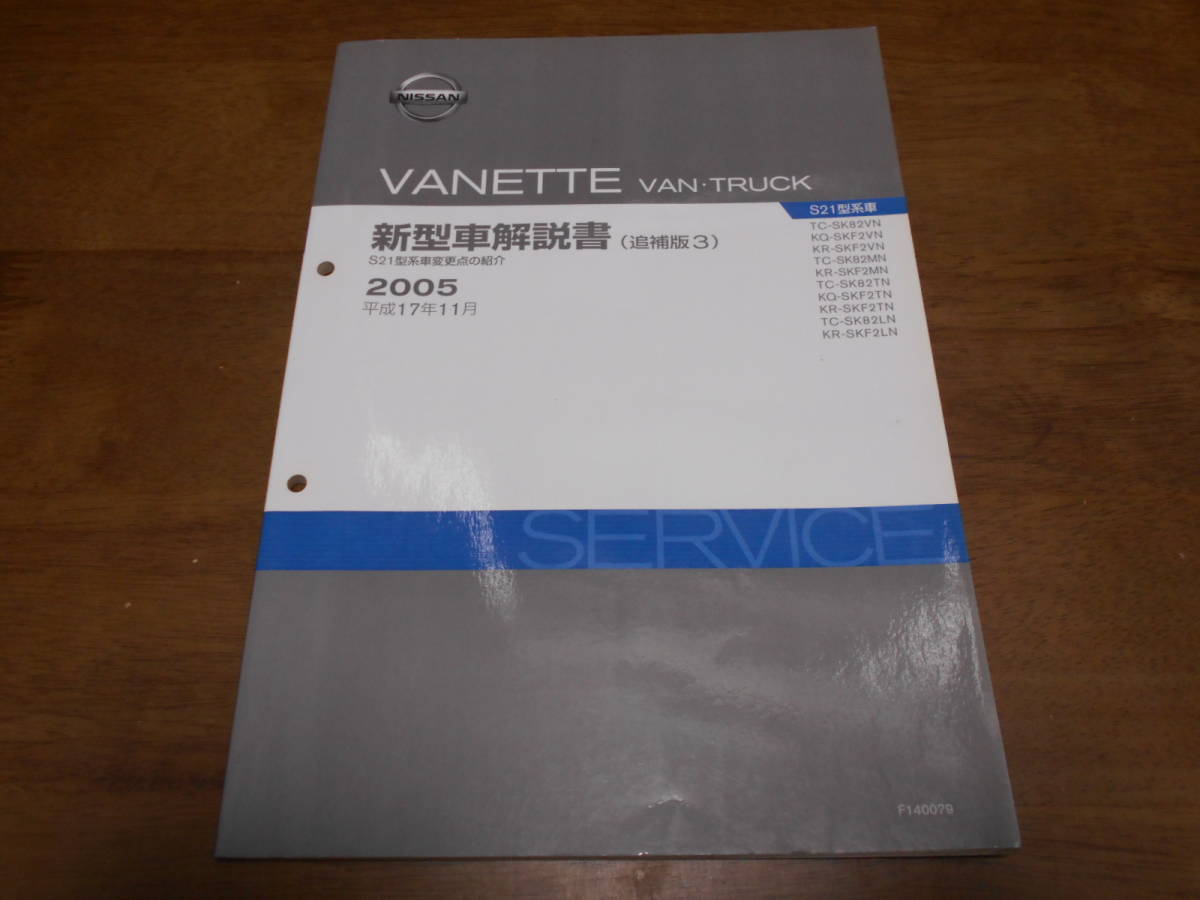 NISSAN
VANETTE VAN・TRUCK
S21型系車
新型車解説書（追補版3）
S21型系車変更点の紹介
2005
平成17年11月
TC-SK82VN
KQ-SKF2VN
KR-SKF2VN
TC-SK82MN
KR-SKF2MN
TC-SK82TN
KQ-SKF2TN
KR-SKF2TN
TC-SK82LN
KR-SKF2LN
SERVICE
F140079